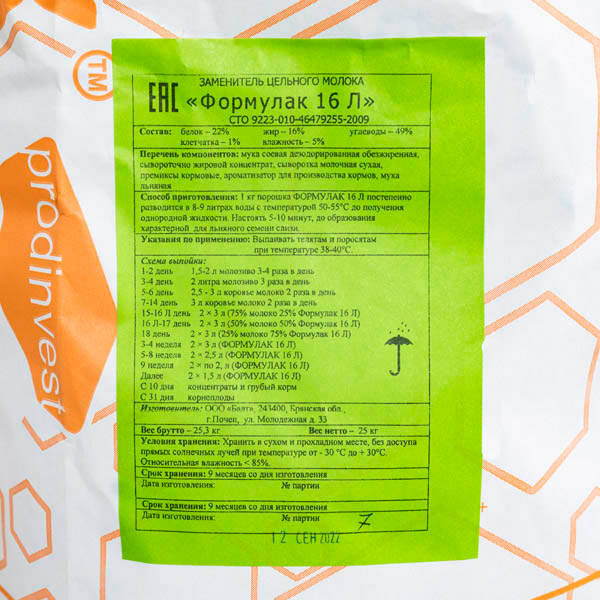 TM
prodinvest
EAC
ЗАМЕНИТЕЛЬ ЦЕЛЬНОГО МОЛОКА
«Формулак 16 Л»
СТО 9223-010-46479255-2009
Состав: белок – 22% жир – 16% углеводы – 49%
клетчатка – 1% влажность – 5%
Перечень компонентов: мука соевая дезодорированная обезжиренная,
сывороточно жировой концентрат, сыворотка молочная сухая,
премиксы кормовые, ароматизатор для производства кормов, мука
льняная
Способ приготовления: 1 кг порошка ФОРМУЛАК 16 Л постепенно
разводится в 8-9 литрах воды с температурой 50-55°С до получения
однородной жидкости. Настоять 5-10 минут, до образования
характерной для льняного семени слизи.
Указания по применению: Выпаивать телятам и поросятам
при температуре 38-40°С.
Схема выпойки:
1-2 день 1,5-2 л молозиво 3-4 раза в день
3-4 день 2 литра молозиво 3 раза в день
5-6 день 2,5 - 3 л коровье молоко 2 раза в день
7-14 день 3 л коровье молоко 2 раза в день
15-16 Л день 2 × 3 л (75% молоко 25% Формулак 16 Л)
16 Л-17 день 2 × 3 л (50% молоко 50% Формулак 16 Л)
18 день 2 × 3 л (25% молоко 75% Формулак 16 Л)
3-4 неделя 2 × 3 л (ФОРМУЛАК 16 Л)
5-8 неделя 2 × 2,5 л (ФОРМУЛАК 16 Л)
9 неделя 2 × по 2, л (ФОРМУЛАК 16 Л)
Далее 2 × 1,5 л (ФОРМУЛАК 16 Л)
С 10 дня концентраты и грубый корм
С 31 дня корнеплоды
Изготовитель: ООО «Балт», 243400, Брянская обл.,
г.Почеп, ул. Молодежная д. 33
Вес брутто – 25,3 кг Вес нетто – 25 кг
Условия хранения: Хранить в сухом и прохладном месте, без доступа
прямых солнечных лучей при температуре от - 30 °С до + 30°С.
Относительная влажность < 85%.
Срок хранения: 9 месяцев со дня изготовления
Дата изготовления: № партии
Срок хранения: 9 месяцев со дня изготовления
Дата изготовления: № партии 7
12 СЕН 2022